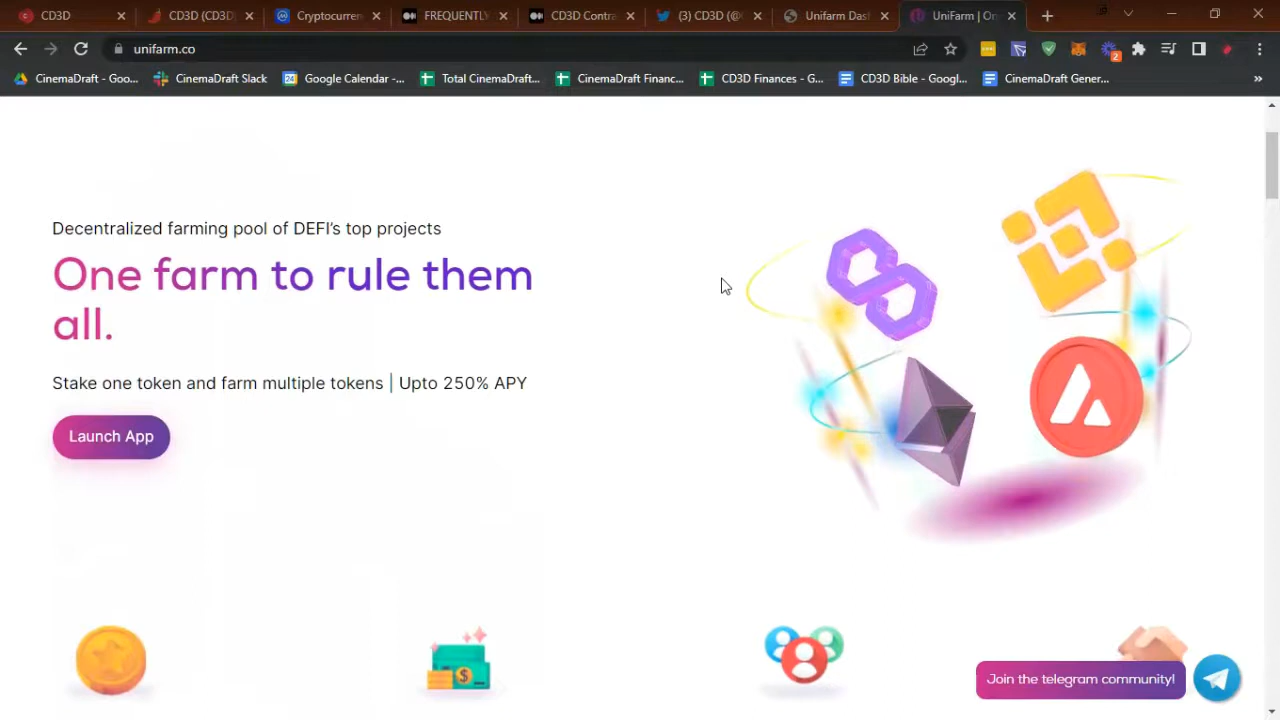 CD3D
CD3D (CD3D
Cryptocurren
FREQUENTLY
CD3D Contra
(3) CD3D (@
Unifarm Das
UniFarm | O
unifarm.co
2
CinemaDraft - Goo...
CinemaDraft Slack
24
Google Calendar -...
Total CinemaDraft...
CinemaDraft Financ...
CD3D Finances - G...
CD3D Bible - Googl...
CinemaDraft Gener...
»
Decentralized farming pool of DEFI's top projects
One farm to rule them
all.
Stake one token and farm multiple tokens | Upto 250% APY
Launch App
Join the telegram community!